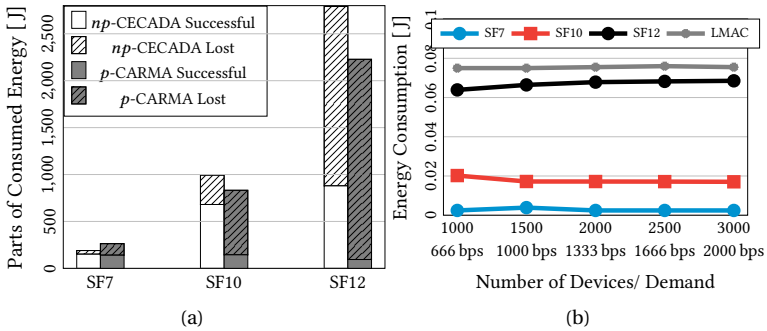 Parts of Consumed Energy [J]
0
500
1,000
1,500
2,000
2,500
np-CECADA Successful
np-CECADA Lost
p-CARMA Successful
p-CARMA Lost
SF7 SF10 SF12
(a)
Energy Consumption [J]
0
0.02
0.04
0.06
0.08
0.1
SF7 SF10 SF12 LMAC
1000 1500 2000 2500 3000
666 bps 1000 bps 1333 bps 1666 bps 2000 bps
Number of Devices/ Demand
(b)